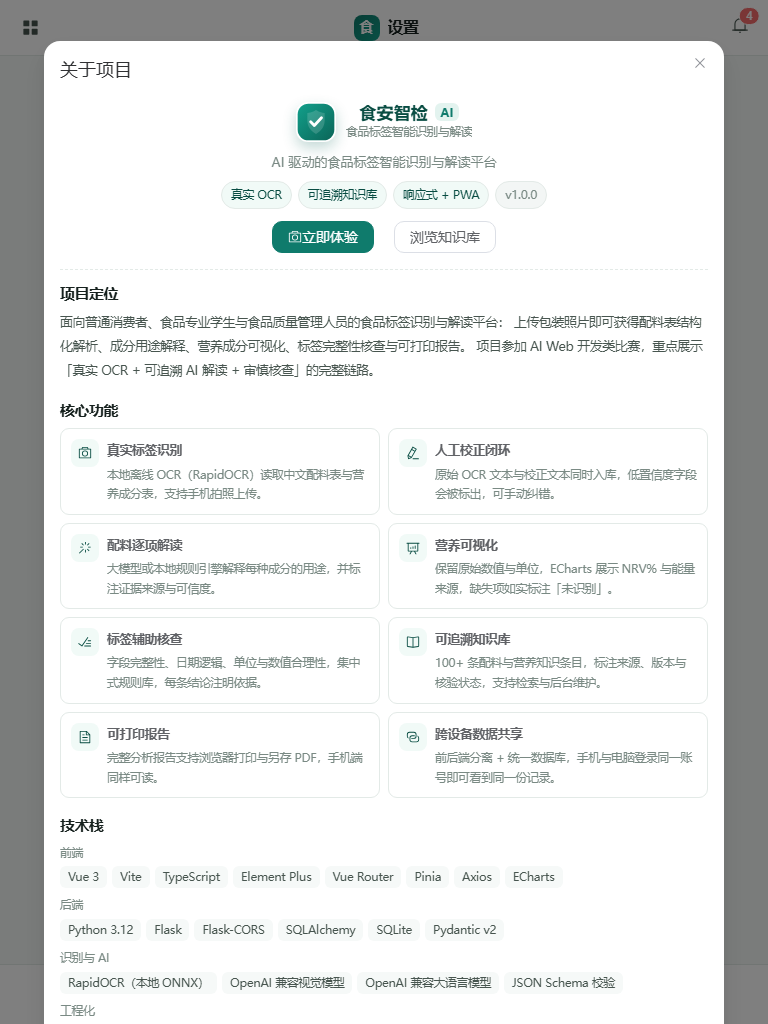 食 设置
4
关于项目
食安智检 AI
食品标签智能识别与解读
AI 驱动的食品标签智能识别与解读平台
真实 OCR 可追溯知识库 响应式 + PWA v1.0.0
立即体验 浏览知识库
项目定位
面向普通消费者、食品专业学生与食品质量管理人员的食品标签识别与解读平台： 上传包装照片即可获得配料表结构
化解析、成分用途解释、营养成分可视化、标签完整性核查与可打印报告。 项目参加 AI Web 开发类比赛，重点展示
「真实 OCR + 可追溯 AI 解读 + 审慎核查」的完整链路。
核心功能
真实标签识别
本地离线 OCR（RapidOCR）读取中文配料表与营
养成分表，支持手机拍照上传。
人工校正闭环
原始 OCR 文本与校正文本同时入库，低置信度字段
会被标出，可手动纠错。
配料逐项解读
大模型或本地规则引擎解释每种成分的用途，并标
注证据来源与可信度。
营养可视化
保留原始数值与单位，ECharts 展示 NRV% 与能量
来源，缺失项如实标注「未识别」。
标签辅助核查
字段完整性、日期逻辑、单位与数值合理性，集中
式规则库，每条结论注明依据。
可追溯知识库
100+ 条配料与营养知识条目，标注来源、版本与
核验状态，支持检索与后台维护。
可打印报告
完整分析报告支持浏览器打印与另存 PDF，手机端
同样可读。
跨设备数据共享
前后端分离 + 统一数据库，手机与电脑登录同一账
号即可看到同一份记录。
技术栈
前端
Vue 3 Vite TypeScript Element Plus Vue Router Pinia Axios ECharts
后端
Python 3.12 Flask Flask-CORS SQLAlchemy SQLite Pydantic v2
识别与 AI
RapidOCR（本地 ONNX） OpenAI 兼容视觉模型 OpenAI 兼容大语言模型 JSON Schema 校验
工程化